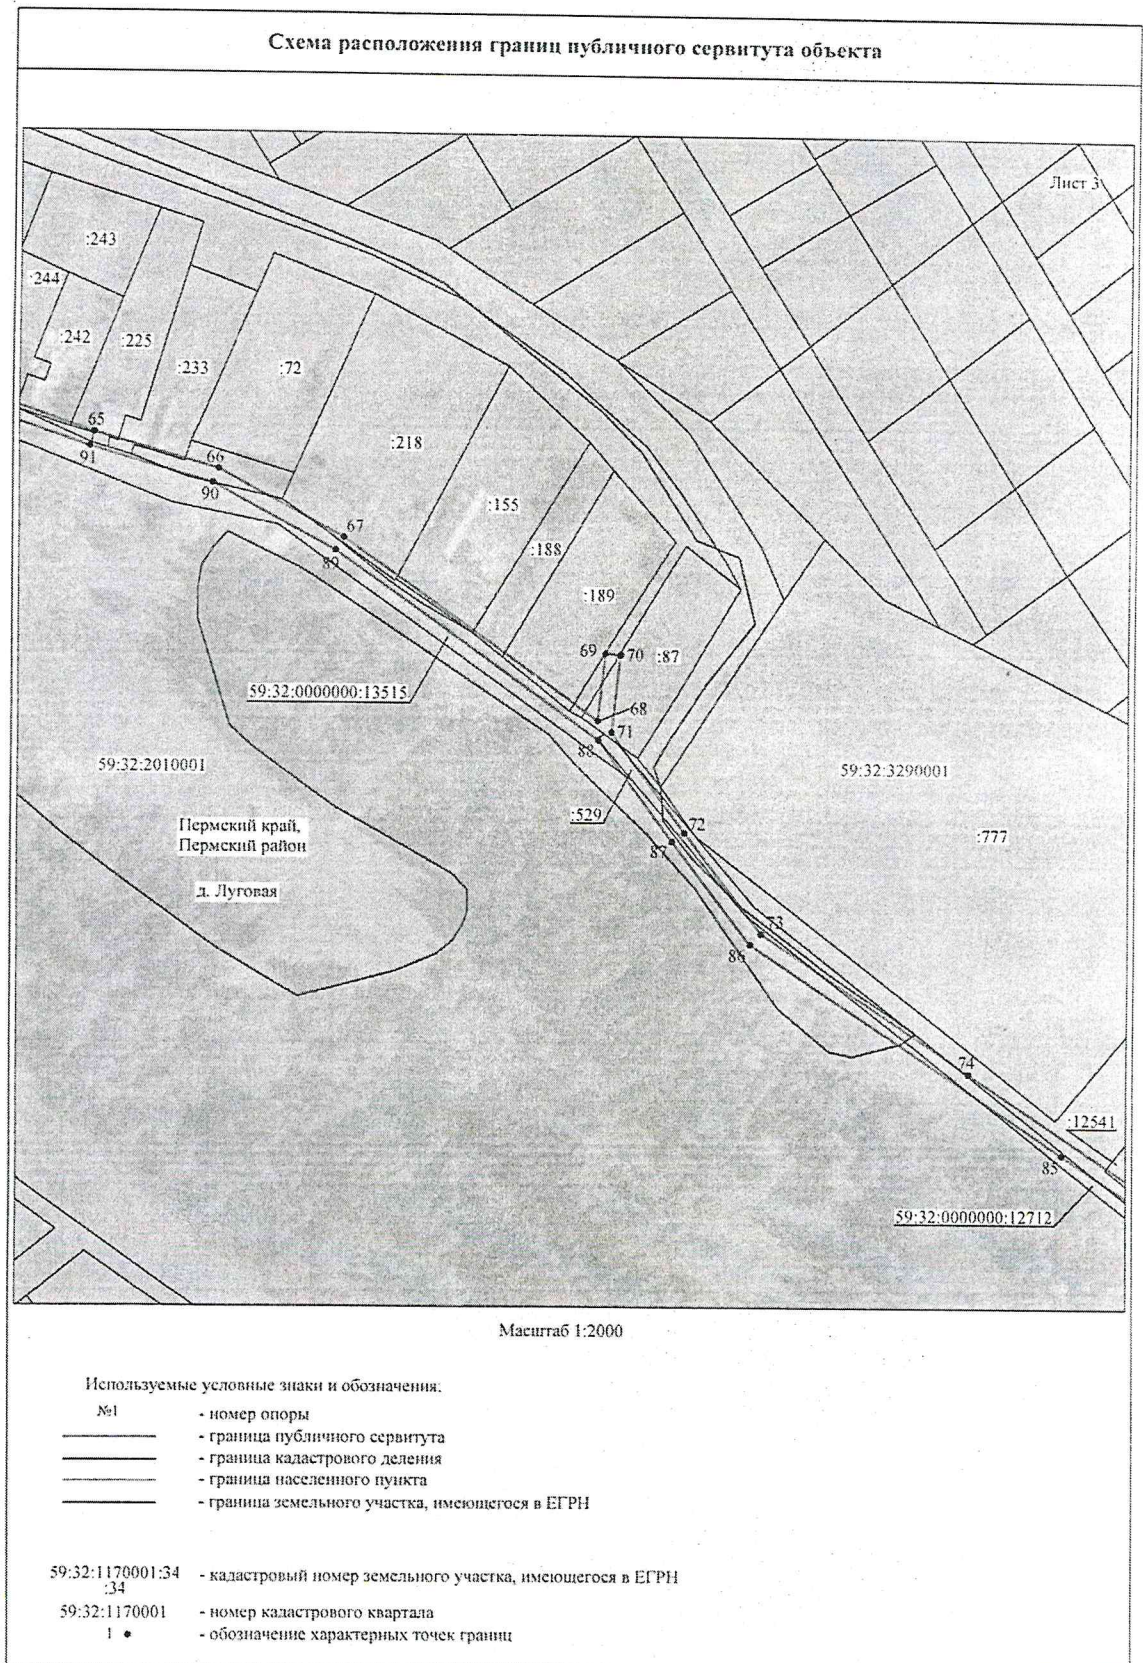 Схема расположения границ публичного сервитута объекта
Лист 3
:243
:244
:242
:225
:233
:72
:218
:155
:188
:189
:87
65
91
66
90
67
89
69
70
68
71
88
59:32:0000000:13515
59:32:2010001
59:32:3290001
:529
72
87
:777
Пермский край,
Пермский район
д. Луговая
73
86
74
:12541
85
59:32:0000000:12712
Масштаб 1:2000
Используемые условные знаки и обозначения:
№1 - номер опоры
- граница публичного сервитута
- граница кадастрового деления
- граница населенного пункта
- граница земельного участка, имеющегося в ЕГРН
59:32:1170001:34 - кадастровый номер земельного участка, имеющегося в ЕГРН
:34
59:32:1170001 - номер кадастрового квартала
1 - обозначение характерных точек границ